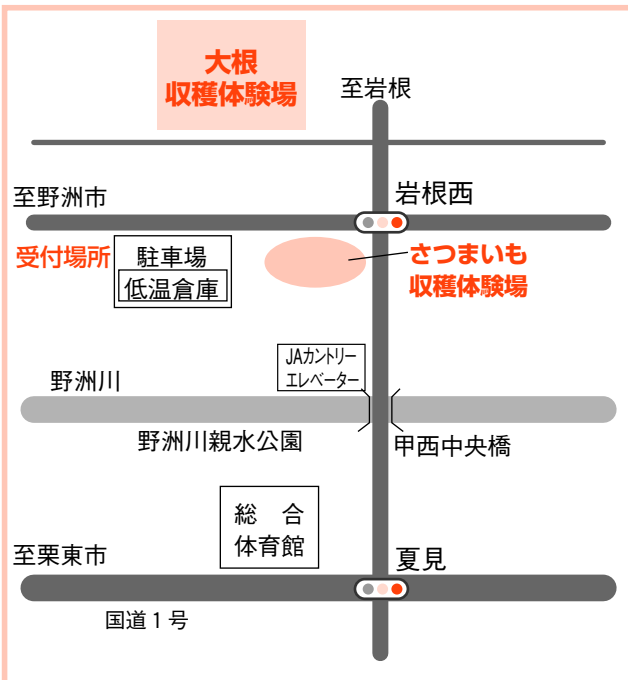 大根
収穫体験場
至岩根
至野洲市
岩根西
受付場所
駐車場
低温倉庫
さつまいも
収穫体験場
JAカントリー
エレベーター
野洲川
野洲川親水公園
甲西中央橋
総　合
体育館
至栗東市
夏見
国道１号